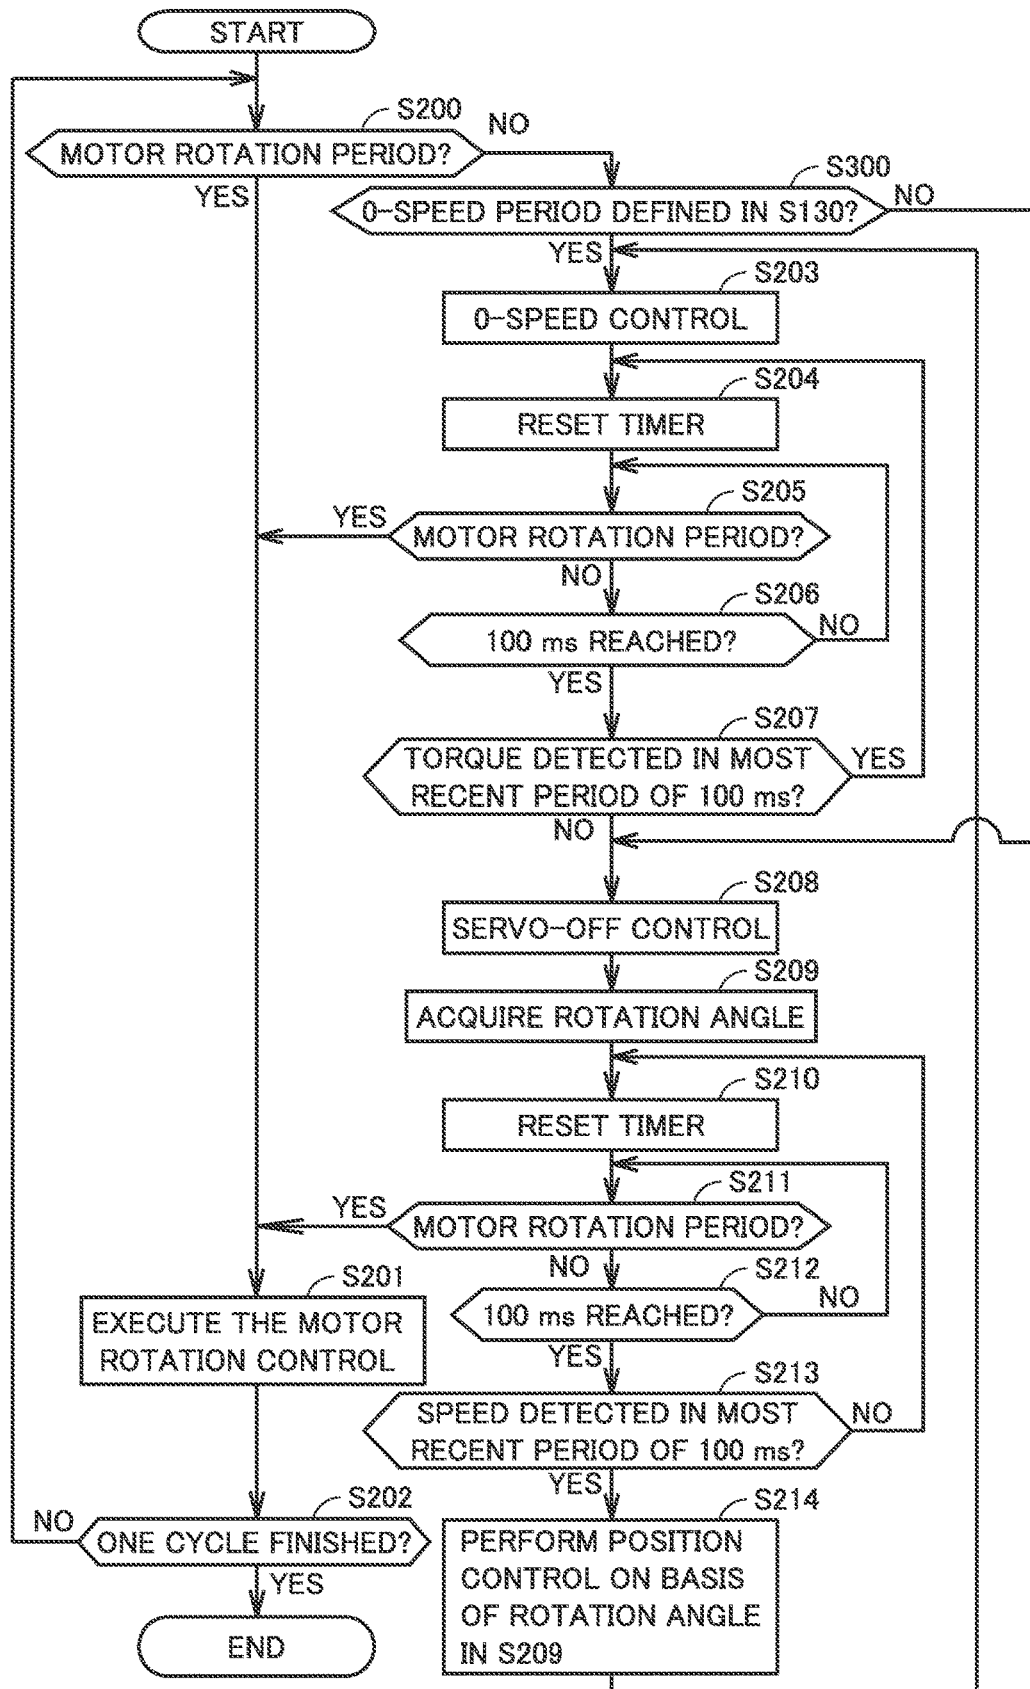 START
S200
MOTOR ROTATION PERIOD?
NO
YES
S300
0-SPEED PERIOD DEFINED IN S130?
NO
YES
S203
0-SPEED CONTROL
S204
RESET TIMER
S205
YES
MOTOR ROTATION PERIOD?
NO
S206
100 ms REACHED?
NO
YES
S207
TORQUE DETECTED IN MOST
RECENT PERIOD OF 100 ms?
YES
NO
S208
SERVO-OFF CONTROL
S209
ACQUIRE ROTATION ANGLE
S210
RESET TIMER
S211
YES
MOTOR ROTATION PERIOD?
NO
S212
100 ms REACHED?
NO
YES
S201
EXECUTE THE MOTOR
ROTATION CONTROL
S213
SPEED DETECTED IN MOST
RECENT PERIOD OF 100 ms?
NO
YES
S202
NO
ONE CYCLE FINISHED?
YES
S214
PERFORM POSITION
CONTROL ON BASIS
OF ROTATION ANGLE
IN S209
END